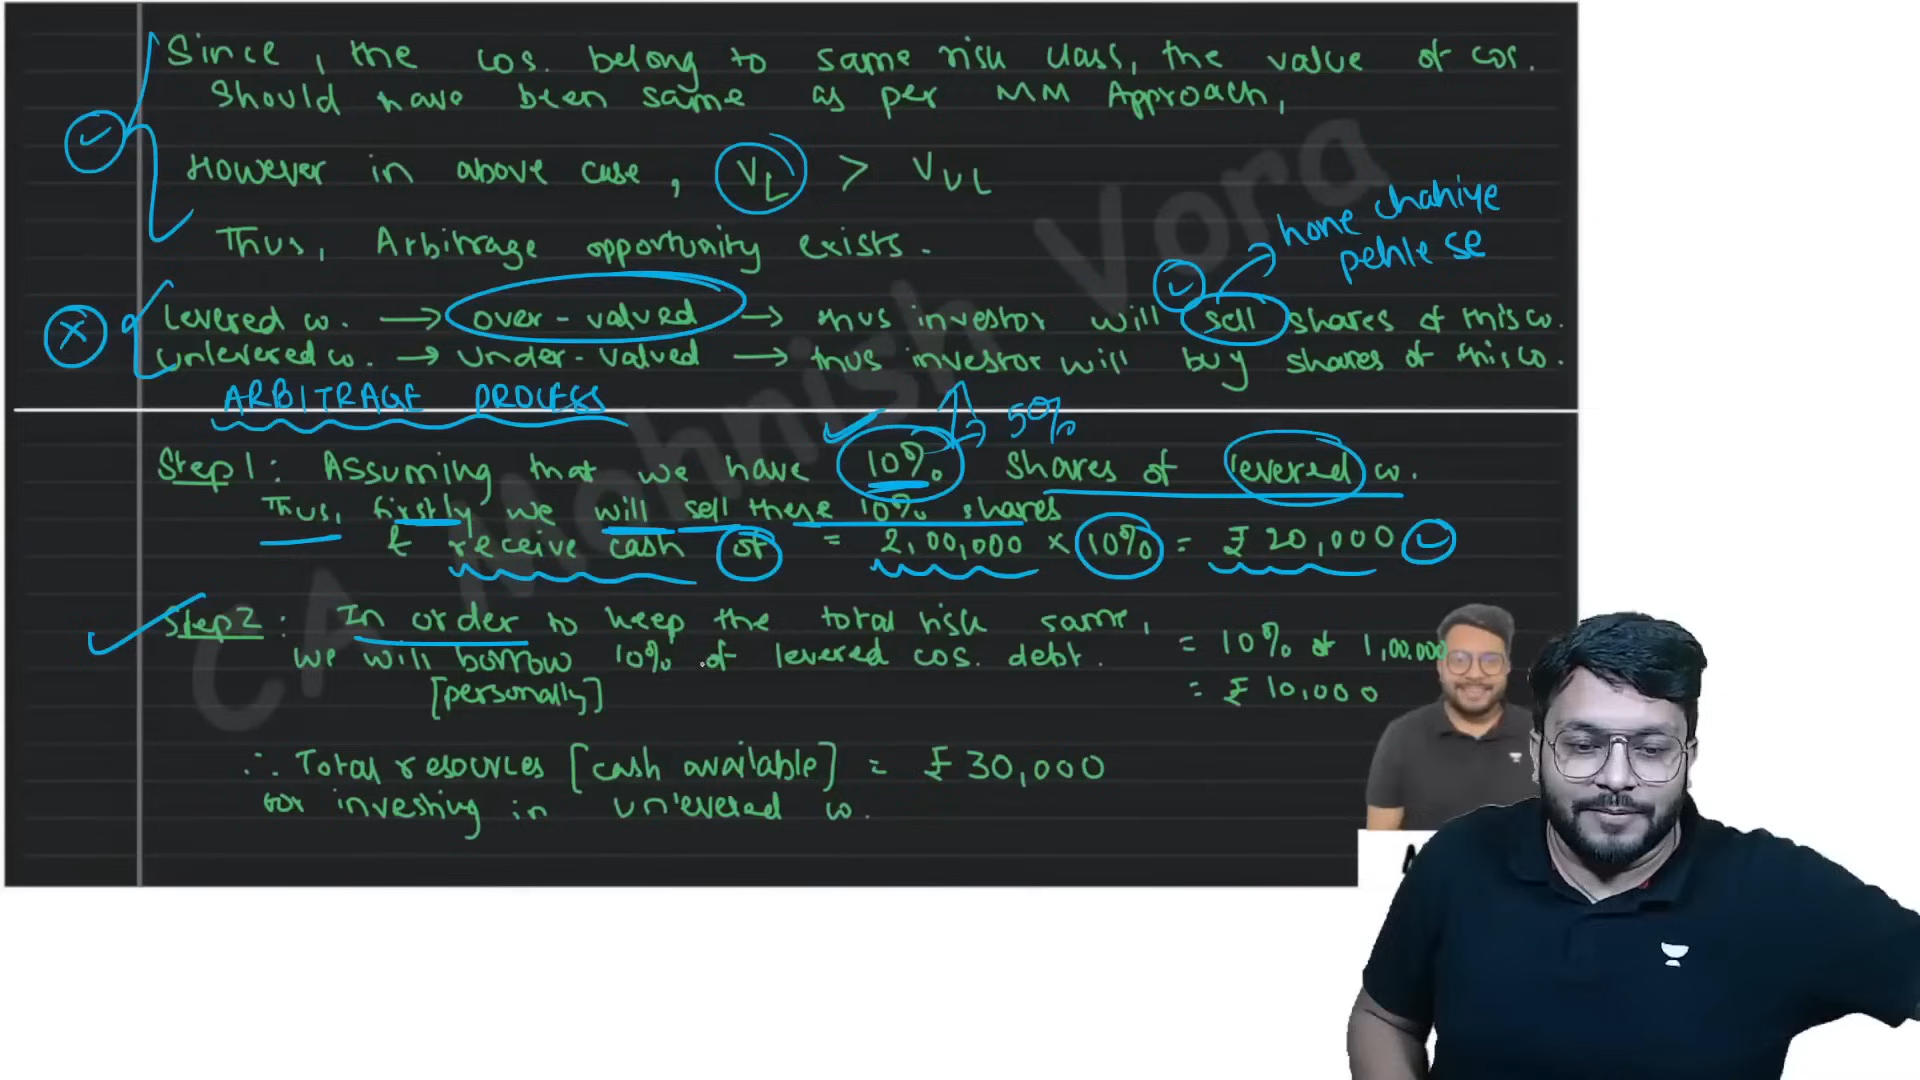 Since, the cos. belong to same risk class, the value of cos.
should have been same as per MM Approach,
However in above case, VL > VUL
Thus, Arbitrage opportunity exists.
hone chahiye
pehle se
Levered co. → over-valued → thus investor will sell shares of this co.
Unlevered co. → under-valued → thus investor will buy shares of this co.
ARBITRAGE PROCESS
50%
Step 1: Assuming that we have 10% shares of levered co.
Thus, firstly we will sell these 10% shares
& receive cash of = 2,00,000 × 10% = ₹ 20,000
Step 2: In order to keep the total risk same,
we will borrow 10% of levered cos. debt.
[personally]
= 10% of 1,00,000
= ₹ 10,000
∴ Total resources [cash available] = ₹ 30,000
for investing in unlevered co.
CA Mohnish Vora